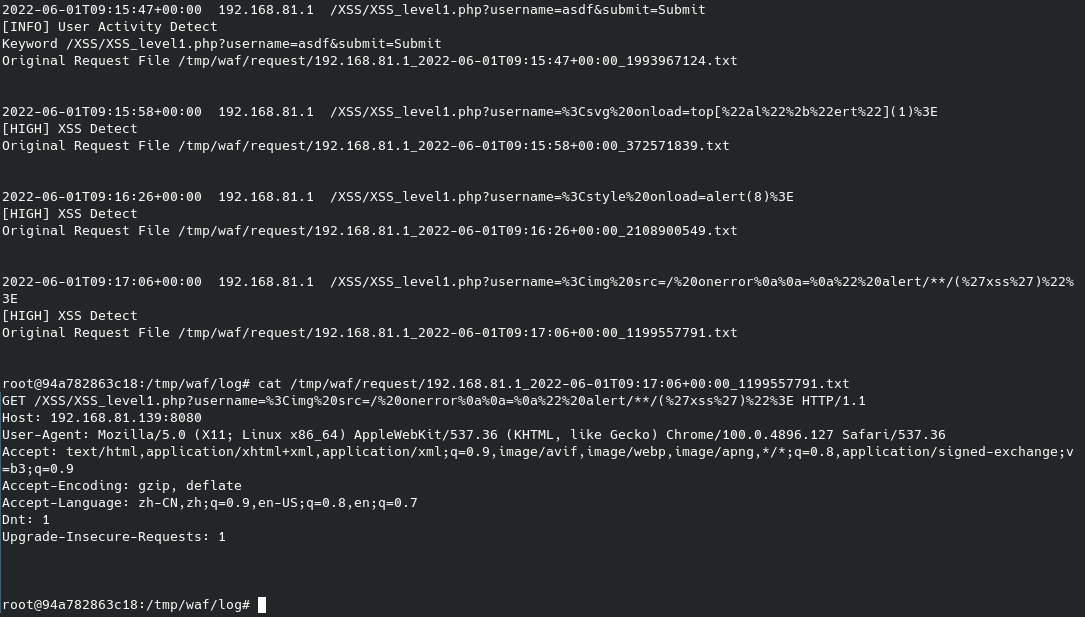 2022-06-01T09:15:47+00:00  192.168.81.1  /XSS/XSS_level1.php?username=asdf&submit=Submit
[INFO] User Activity Detect
Keyword /XSS/XSS_level1.php?username=asdf&submit=Submit
Original Request File /tmp/waf/request/192.168.81.1_2022-06-01T09:15:47+00:00_1993967124.txt
2022-06-01T09:15:58+00:00  192.168.81.1  /XSS/XSS_level1.php?username=%3Csvg%20onload=top[%22al%22%2b%22ert%22](1)%3E
[HIGH] XSS Detect
Original Request File /tmp/waf/request/192.168.81.1_2022-06-01T09:15:58+00:00_372571839.txt
2022-06-01T09:16:26+00:00  192.168.81.1  /XSS/XSS_level1.php?username=%3Cstyle%20onload=alert(8)%3E
[HIGH] XSS Detect
Original Request File /tmp/waf/request/192.168.81.1_2022-06-01T09:16:26+00:00_2108900549.txt
2022-06-01T09:17:06+00:00  192.168.81.1  /XSS/XSS_level1.php?username=%3Cimg%20src=/%20onerror%0a%0a=%0a%22%20alert/**/(%27xss%27)%22%
3E
[HIGH] XSS Detect
Original Request File /tmp/waf/request/192.168.81.1_2022-06-01T09:17:06+00:00_1199557791.txt
root@94a782863c18:/tmp/waf/log# cat /tmp/waf/request/192.168.81.1_2022-06-01T09:17:06+00:00_1199557791.txt
GET /XSS/XSS_level1.php?username=%3Cimg%20src=/%20onerror%0a%0a=%0a%22%20alert/**/(%27xss%27)%22%3E HTTP/1.1
Host: 192.168.81.139:8080
User-Agent: Mozilla/5.0 (X11; Linux x86_64) AppleWebKit/537.36 (KHTML, like Gecko) Chrome/100.0.4896.127 Safari/537.36
Accept: text/html,application/xhtml+xml,application/xml;q=0.9,image/avif,image/webp,image/apng,*/*;q=0.8,application/signed-exchange;v
=b3;q=0.9
Accept-Encoding: gzip, deflate
Accept-Language: zh-CN,zh;q=0.9,en-US;q=0.8,en;q=0.7
Dnt: 1
Upgrade-Insecure-Requests: 1
root@94a782863c18:/tmp/waf/log#